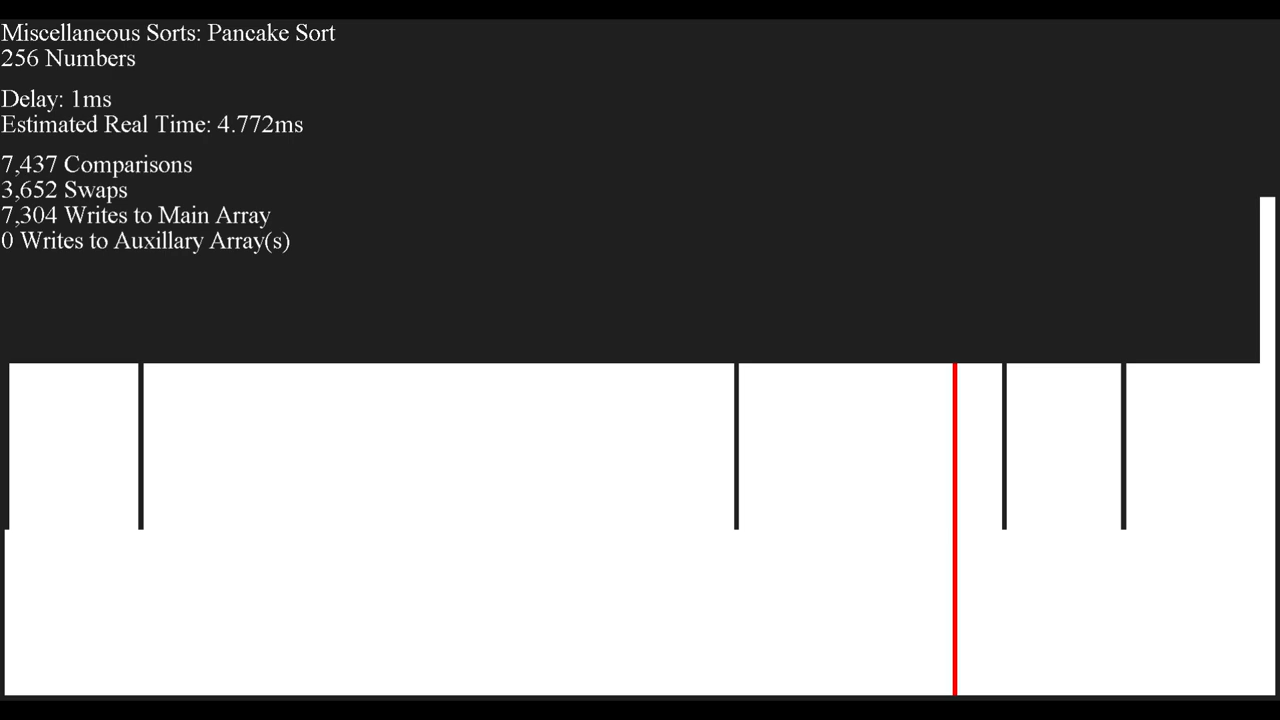 Miscellaneous Sorts: Pancake Sort
256 Numbers
Delay: 1ms
Estimated Real Time: 4.772ms
7,437 Comparisons
3,652 Swaps
7,304 Writes to Main Array
0 Writes to Auxillary Array(s)